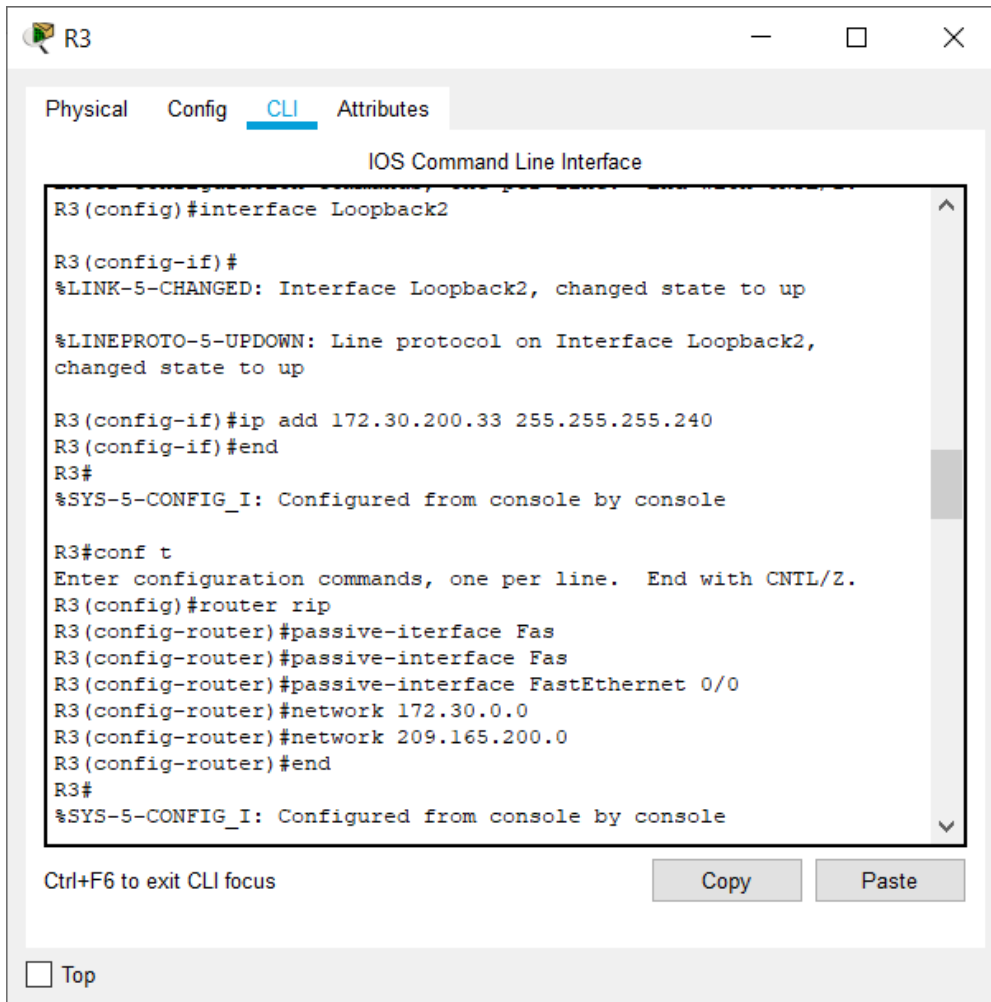 R3
Physical Config CLI Attributes
IOS Command Line Interface
R3(config)#interface Loopback2
R3(config-if)#
%LINK-5-CHANGED: Interface Loopback2, changed state to up
%LINEPROTO-5-UPDOWN: Line protocol on Interface Loopback2,
changed state to up
R3(config-if)#ip add 172.30.200.33 255.255.255.240
R3(config-if)#end
R3#
%SYS-5-CONFIG_I: Configured from console by console
R3#conf t
Enter configuration commands, one per line.  End with CNTL/Z.
R3(config)#router rip
R3(config-router)#passive-iterface Fas
R3(config-router)#passive-interface Fas
R3(config-router)#passive-interface FastEthernet 0/0
R3(config-router)#network 172.30.0.0
R3(config-router)#network 209.165.200.0
R3(config-router)#end
R3#
%SYS-5-CONFIG_I: Configured from console by console
Ctrl+F6 to exit CLI focus
Copy Paste
Top